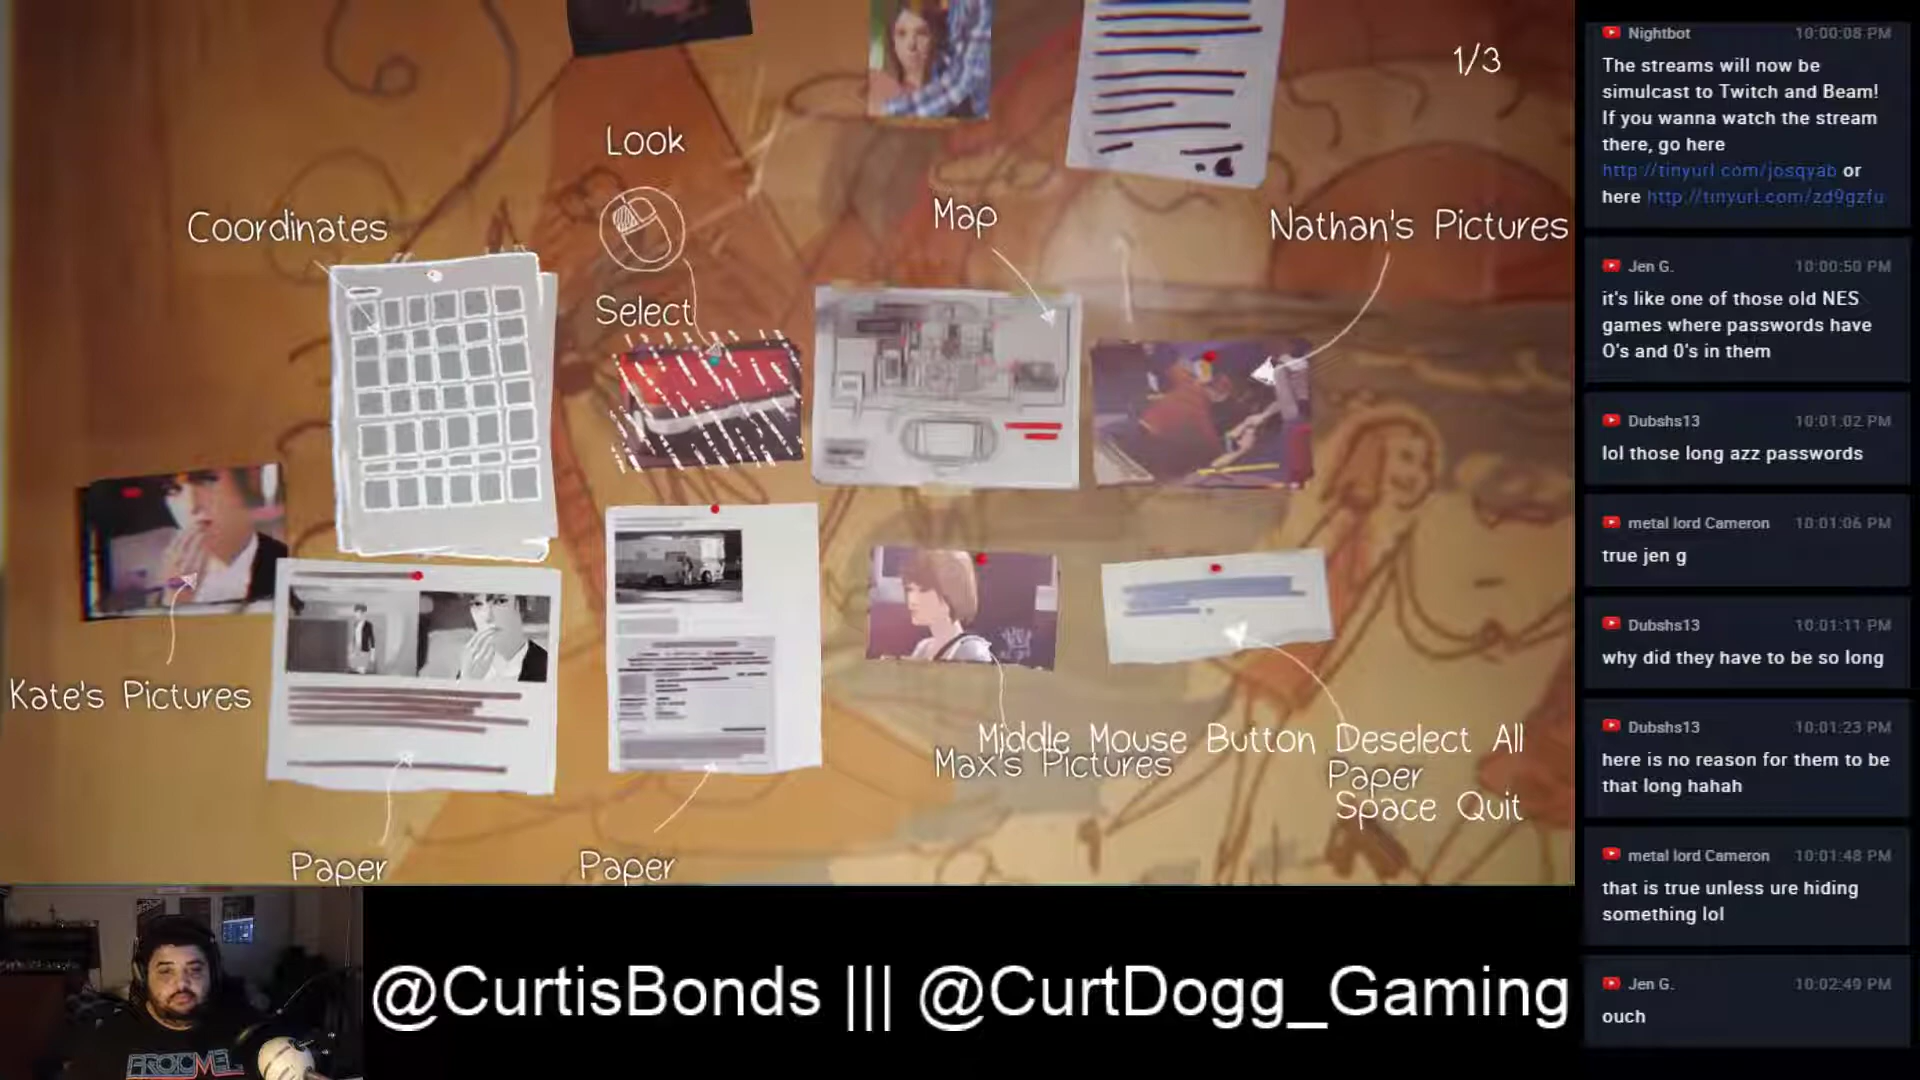 1/3
Look
Coordinates
Map
Nathan's Pictures
Select
Kate's Pictures
Middle Mouse Button Deselect All
Max's Pictures
Paper
Space Quit
Paper
Paper
@CurtisBonds ||| @CurtDogg_Gaming
Nightbot 10:00:08 PM
The streams will now be
simulcast to Twitch and Beam!
If you wanna watch the stream
there, go here
http://tinyurl.com/josqyab or
here http://tinyurl.com/zd9gzfu
Jen G. 10:00:50 PM
it's like one of those old NES
games where passwords have
O's and 0's in them
Dubshs13 10:01:02 PM
lol those long azz passwords
metal lord Cameron 10:01:06 PM
true jen g
Dubshs13 10:01:11 PM
why did they have to be so long
Dubshs13 10:01:23 PM
here is no reason for them to be
that long hahah
metal lord Cameron 10:01:48 PM
that is true unless ure hiding
something lol
Jen G. 10:02:49 PM
ouch